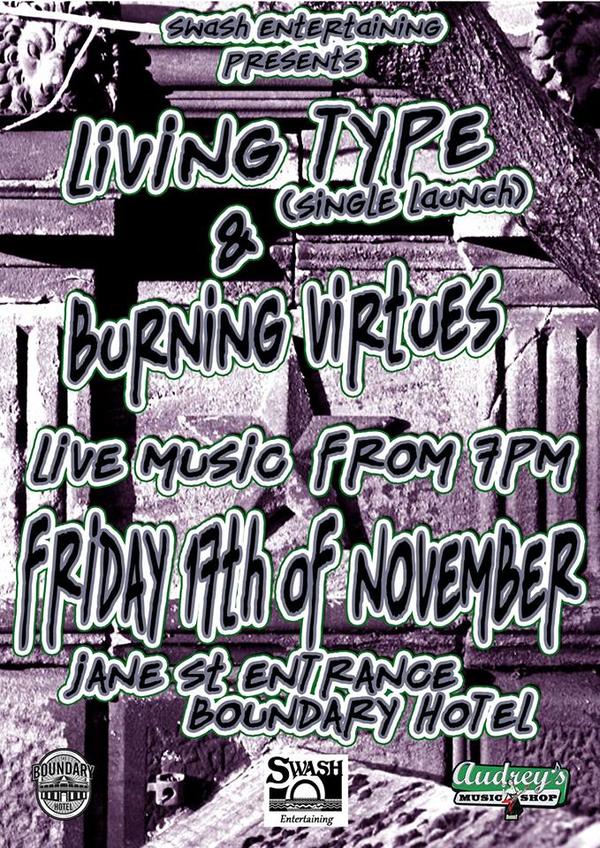 Swash Entertaining
Presents
Living Type
(Single Launch)
&
Burning Virtues
Live Music From 7pm
Friday 17th of November
Jane St Entrance
Boundary Hotel
BOUNDARY
HOTEL
SWASH
Entertaining
Audrey's
MUSIC SHOP